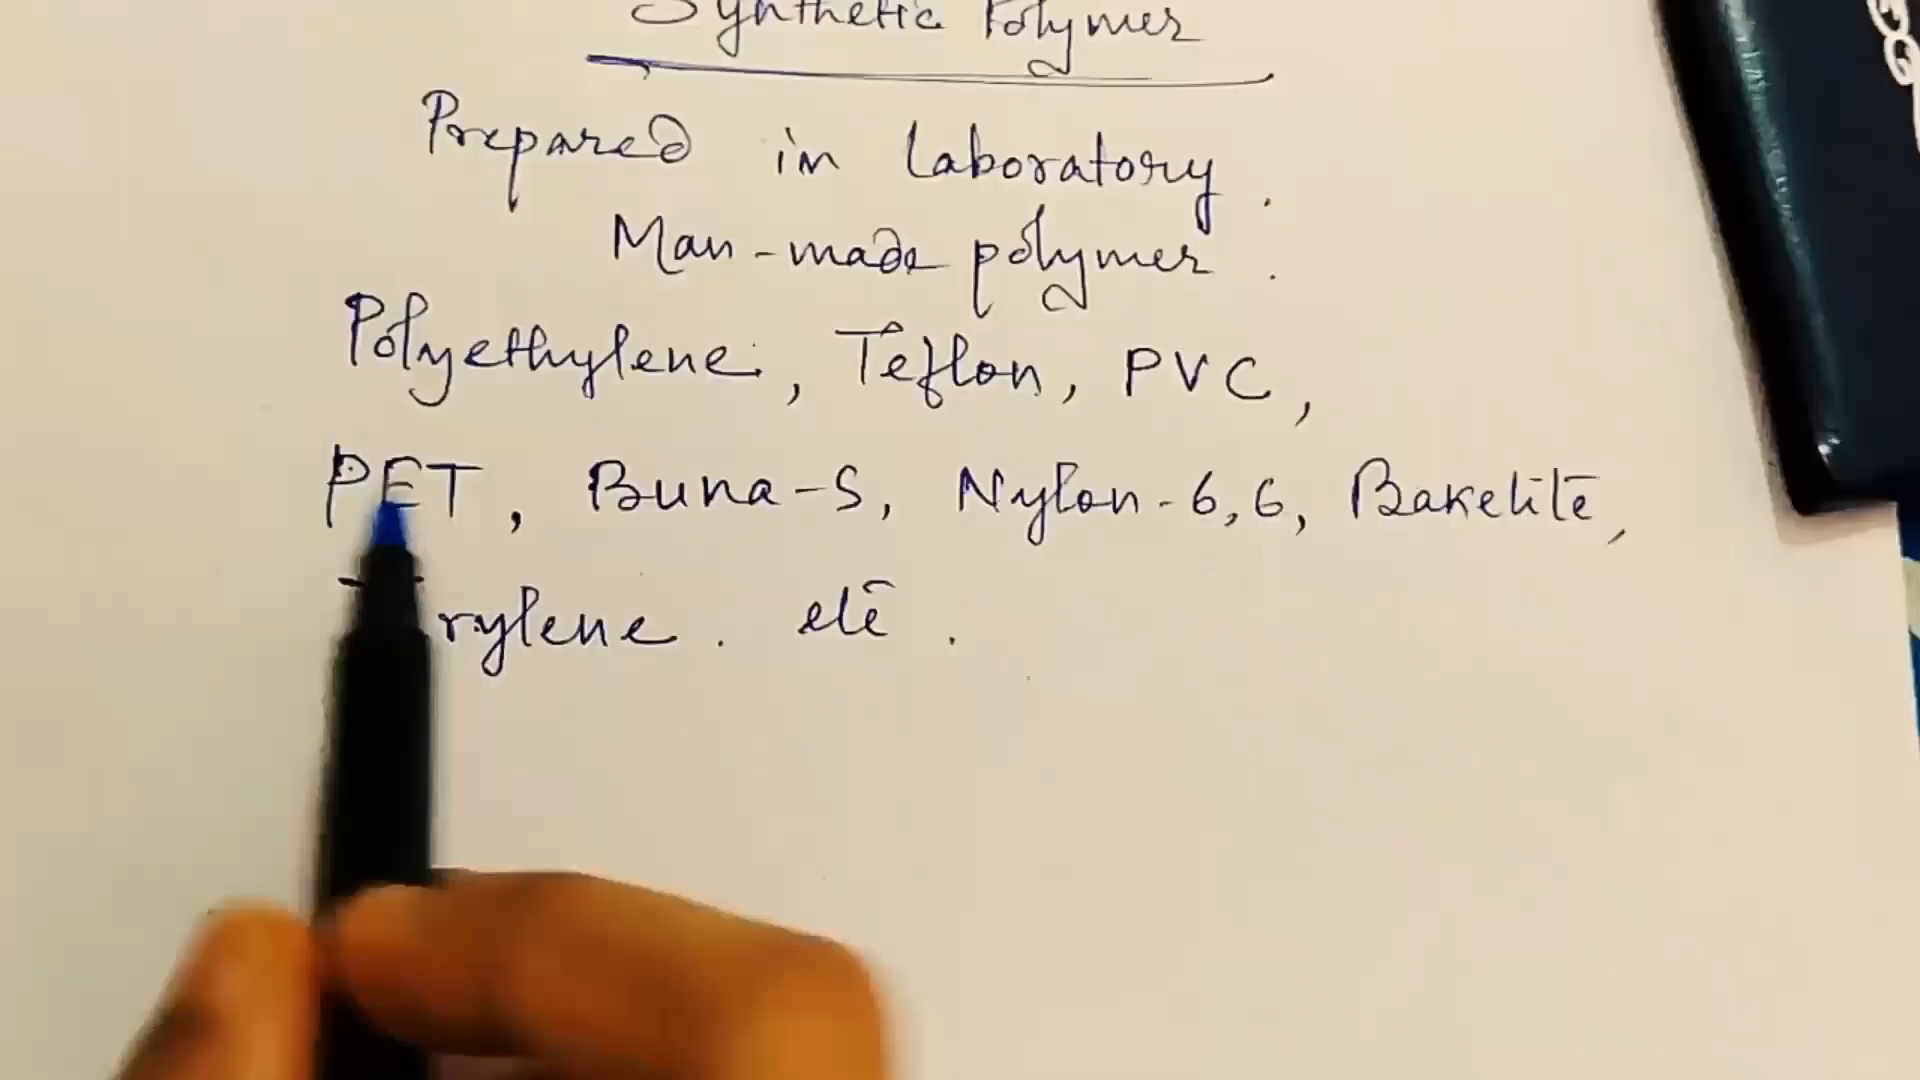 Synthetic Polymer
Prepared in laboratory.
Man-made polymer.
Polyethylene, Teflon, PVC,
PET, Buna-S, Nylon-6,6, Bakelite,
rylene. etc.